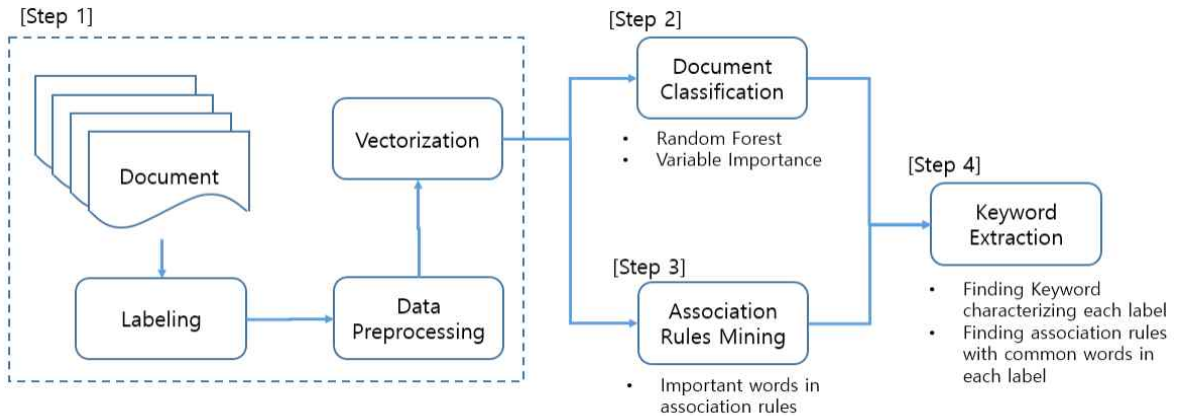 [Step 1]
Document
Labeling
Data
Preprocessing
Vectorization
[Step 2]
Document
Classification
• Random Forest
• Variable Importance
[Step 3]
Association
Rules Mining
• Important words in
association rules
[Step 4]
Keyword
Extraction
• Finding Keyword
characterizing each label
• Finding association rules
with common words in
each label